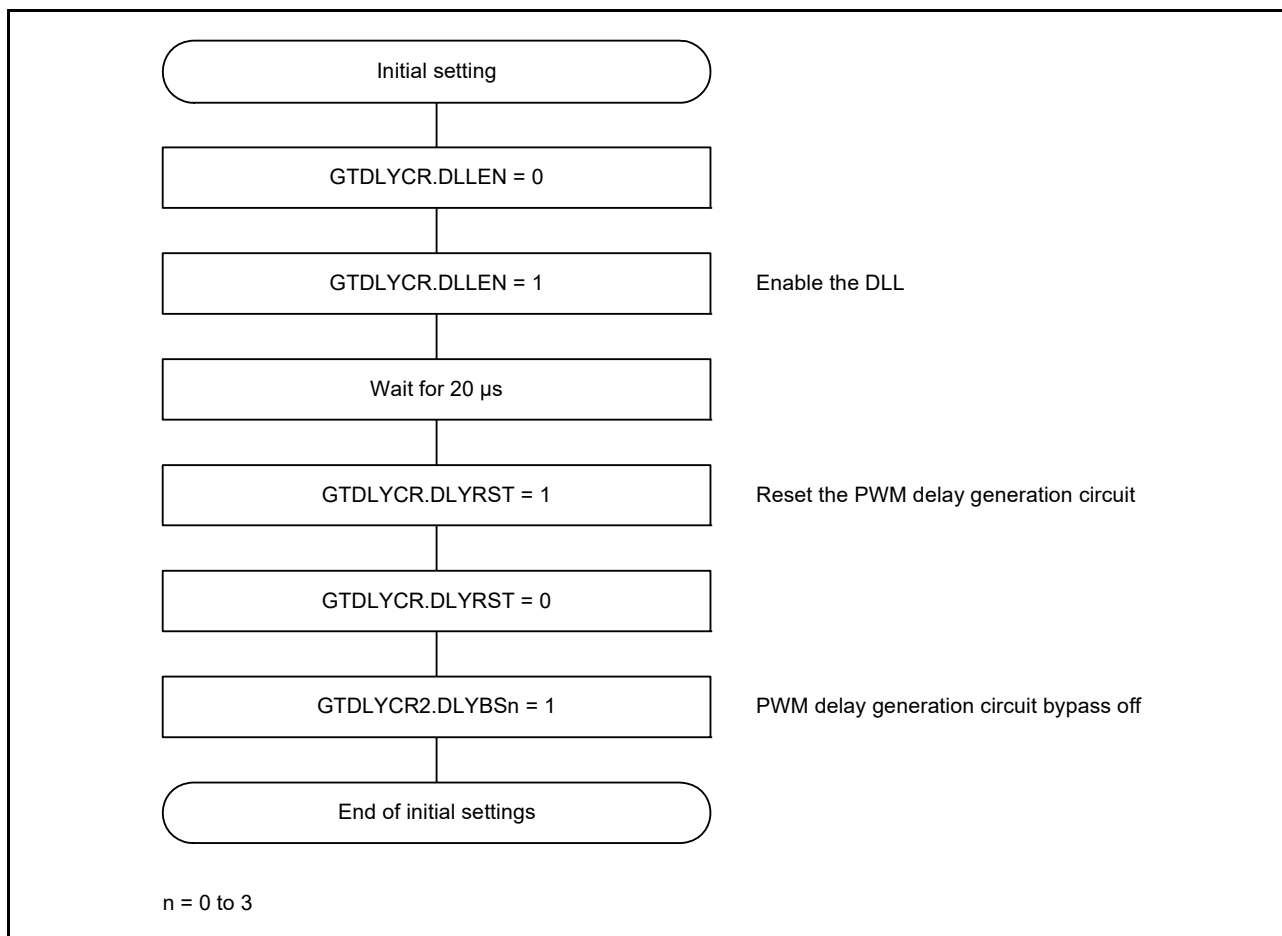 Initial setting
GTDLYCR.DLLEN = 0
GTDLYCR.DLLEN = 1
Enable the DLL
Wait for 20 µs
GTDLYCR.DLYRST = 1
Reset the PWM delay generation circuit
GTDLYCR.DLYRST = 0
GTDLYCR2.DLYBSn = 1
PWM delay generation circuit bypass off
End of initial settings
n = 0 to 3